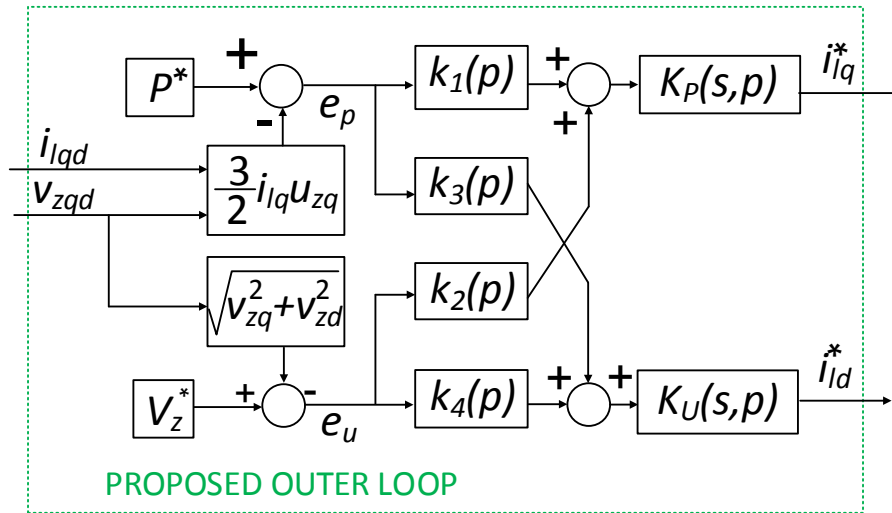 +
P*
-
e_p
k_1(p)
+
+
K_P(s,p)
i*_lq
i_lqd
v_zqd
3/2 i_lq u_zq
k_3(p)
√(v²_zq+v²_zd)
k_2(p)
V_z*
+
-
e_u
k_4(p)
+
+
+
K_U(s,p)
i*_ld
PROPOSED OUTER LOOP